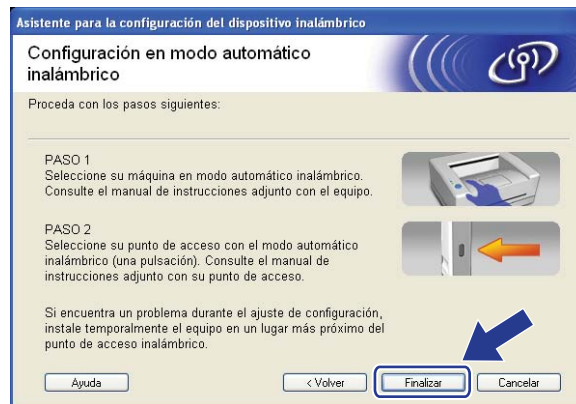 Asistente para la configuración del dispositivo inalámbrico
Configuración en modo automático
inalámbrico
Proceda con los pasos siguientes:
PASO 1
Seleccione su máquina en modo automático inalámbrico.
Consulte el manual de instrucciones adjunto con el equipo.
PASO 2
Seleccione su punto de acceso con el modo automático
inalámbrico (una pulsación). Consulte el manual de
instrucciones adjunto con su punto de acceso.
Si encuentra un problema durante el ajuste de configuración,
instale temporalmente el equipo en un lugar más próximo del
punto de acceso inalámbrico.
Ayuda < Volver Finalizar Cancelar